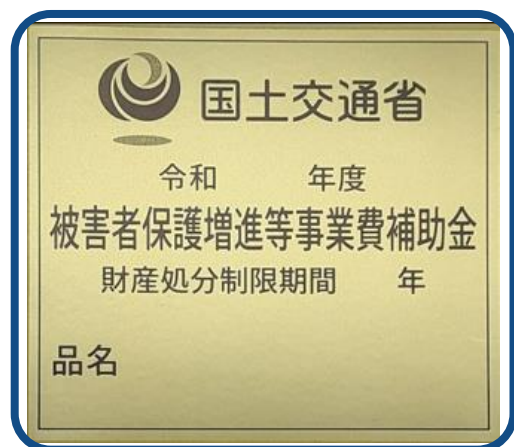 国土交通省
令和　　　年度
被害者保護増進等事業費補助金
財産処分制限期間　　年
品名